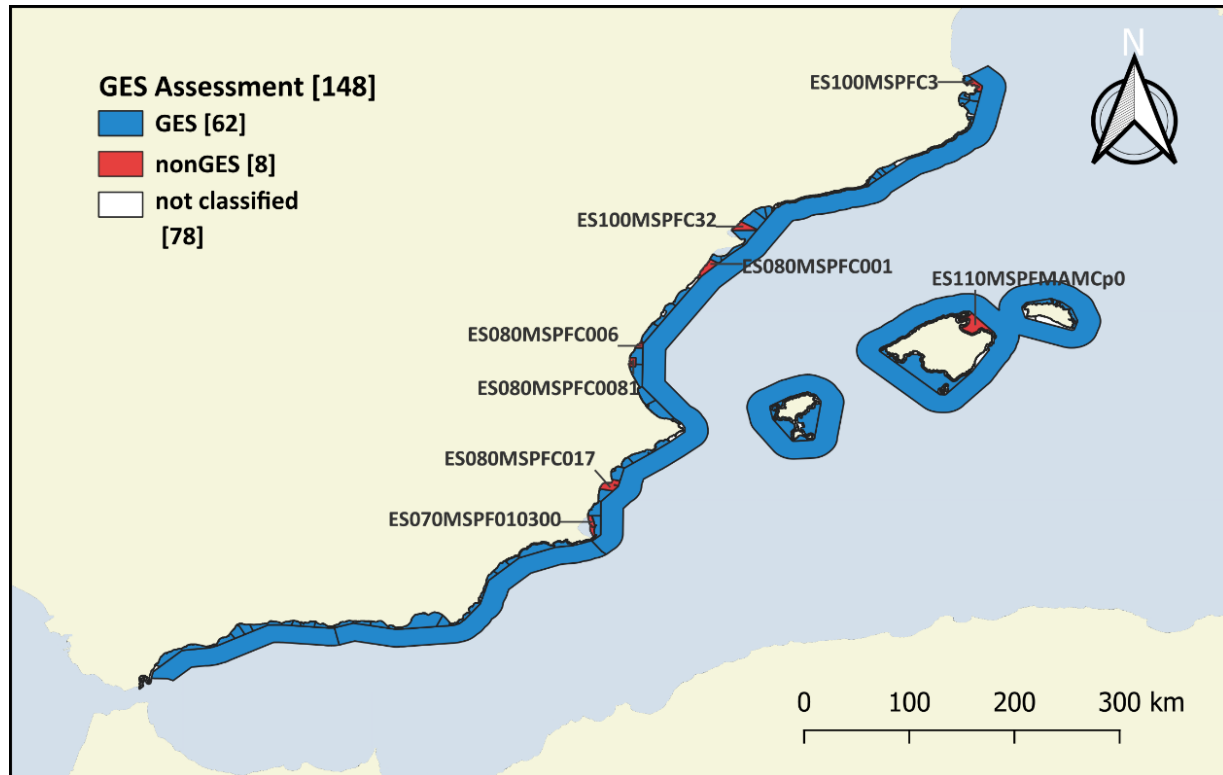 N
GES Assessment [148]
GES [62]
nonGES [8]
not classified
[78]
ES100MSPFC3
ES100MSPFC32
ES080MSPFC001
ES110MSPFMAMCp0
ES080MSPFC006
ES080MSPFC0081
ES080MSPFC017
ES070MSPF010300
0 100 200 300 km